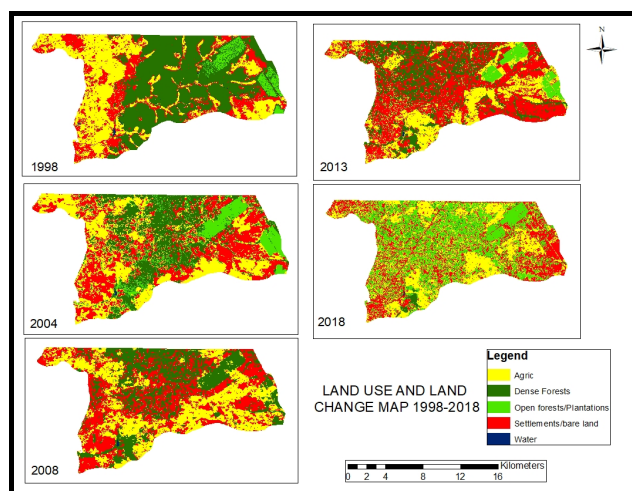 1998
2004
2008
2013
2018
N
LAND USE AND LAND
CHANGE MAP 1998-2018
Legend
Agric
Dense Forests
Open forests/Plantations
Settlements/bare land
Water
Kilometers
0 2 4 8 12 16